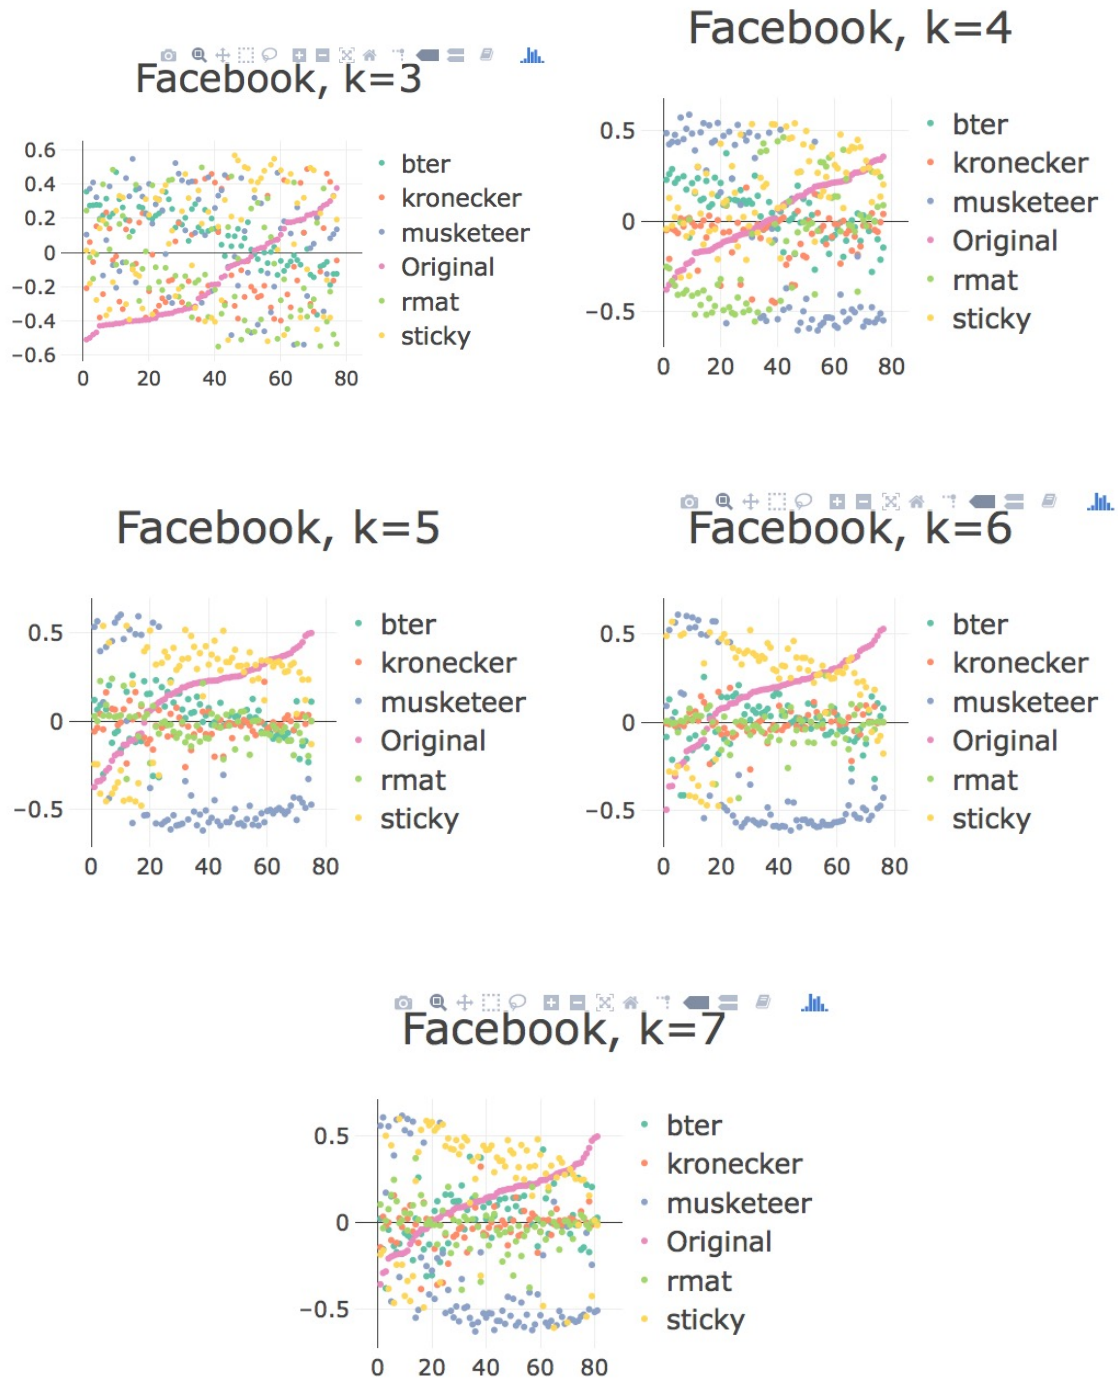 Facebook, k=3
0.6
0.4
0.2
0
−0.2
−0.4
−0.6
0 20 40 60 80
bter
kronecker
musketeer
Original
rmat
sticky
Facebook, k=4
0.5
0
−0.5
0 20 40 60 80
bter
kronecker
musketeer
Original
rmat
sticky
Facebook, k=5
0.5
0
−0.5
0 20 40 60 80
bter
kronecker
musketeer
Original
rmat
sticky
Facebook, k=6
0.5
0
−0.5
0 20 40 60 80
bter
kronecker
musketeer
Original
rmat
sticky
Facebook, k=7
0.5
0
−0.5
0 20 40 60 80
bter
kronecker
musketeer
Original
rmat
sticky